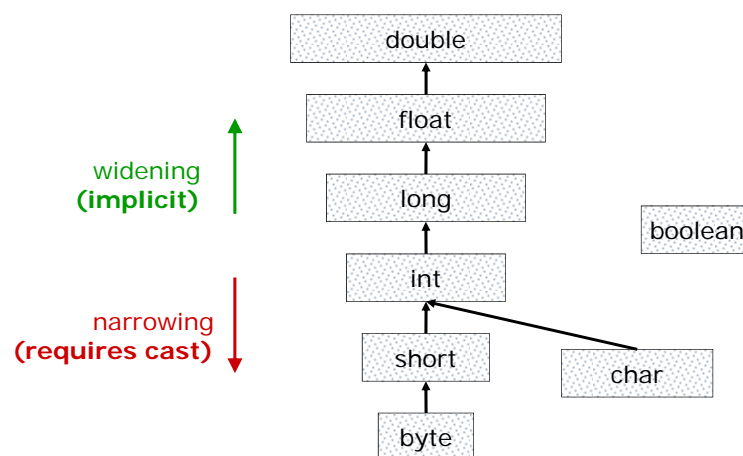 double
float
widening
(implicit)
long
boolean
int
narrowing
(requires cast)
short
char
byte